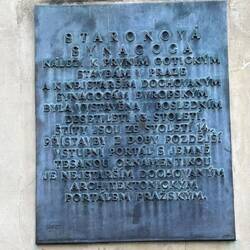 STARONOVÁ
SYNAGOGA
NÁLEŽÍ K PRVNÍM GOTICKÝM
STAVBÁM V PRAZE
A K NEJSTARŠÍM DOCHOVANÝM
SYNAGOGÁM EVROPSKÝM.
BYLA POSTAVENA V POSLEDNÍM
DESETILETÍ 13. STOLETÍ.
ŠTÍTY JSOU ZE STOLETÍ 14.,
PŘÍSTAVBY Z DOBY POZDĚJŠÍ
VSTUPNÍ PORTÁL S JEMNĚ
TESANOU ORNAMENTIKOU
JE NEJSTARŠÍM DOCHOVANÝM
ARCHITEKTONICKÝM
PORTÁLEM PRAŽSKÝM.